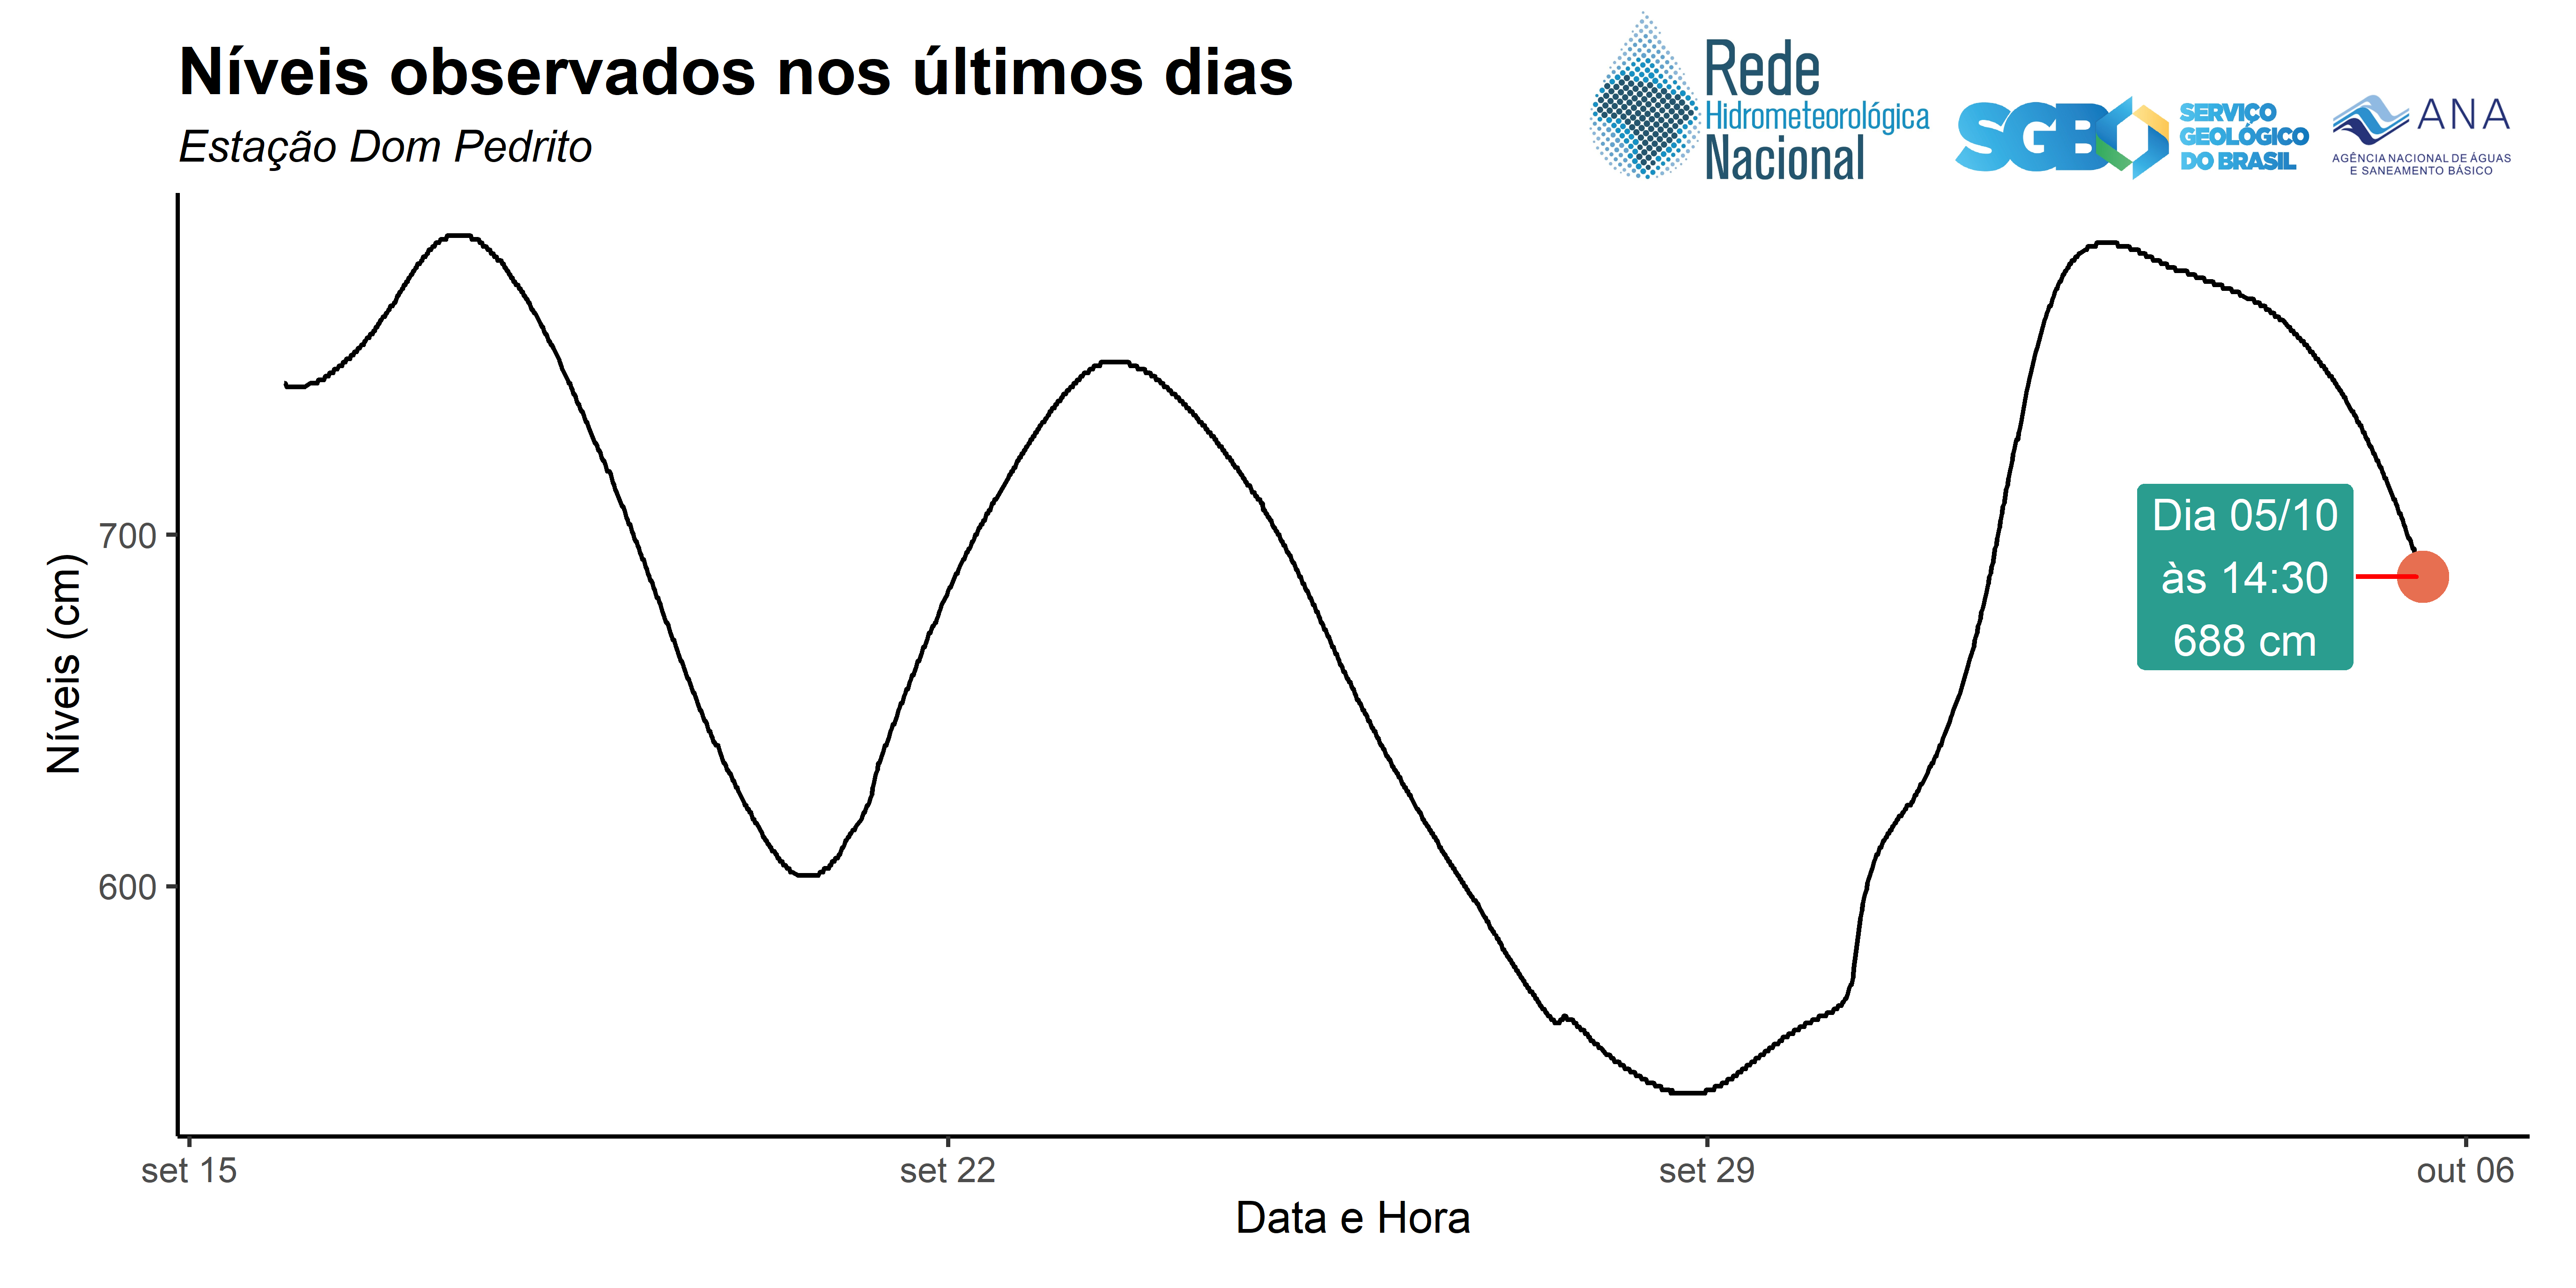 Níveis observados nos últimos dias
Estação Dom Pedrito
Rede
Hidrometeorológica
Nacional
SGB
SERVIÇO
GEOLÓGICO
DO BRASIL
ANA
AGÊNCIA NACIONAL DE ÁGUAS
E SANEAMENTO BÁSICO
Níveis (cm)
700
600
Dia 05/10
às 14:30
688 cm
set 15
set 22
set 29
out 06
Data e Hora